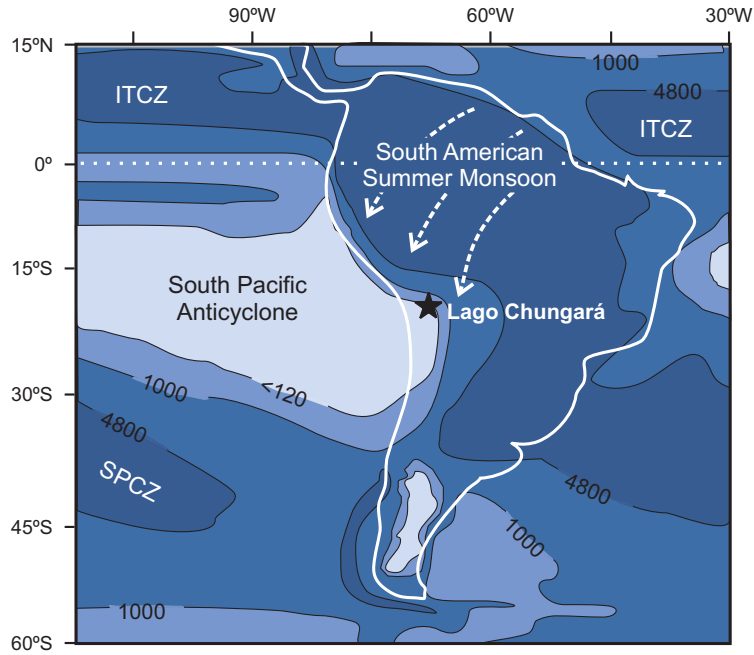 90ºW
60ºW
30ºW
15ºN
1000
ITCZ
4800
ITCZ
South American
Summer Monsoon
0º
15ºS
South Pacific
Anticyclone
Lago Chungará
1000
<120
30ºS
4800
SPCZ
4800
1000
45ºS
1000
60ºS